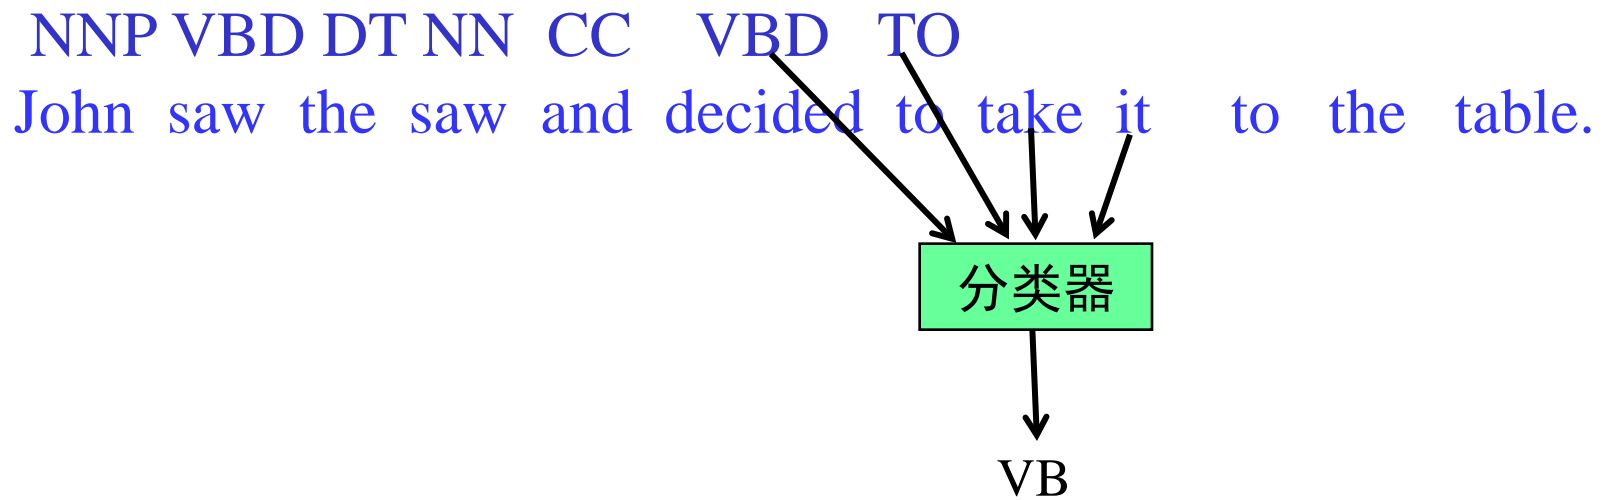 NNP VBD DT NN CC VBD TO
John saw the saw and decided to take it to the table.
分类器
VB